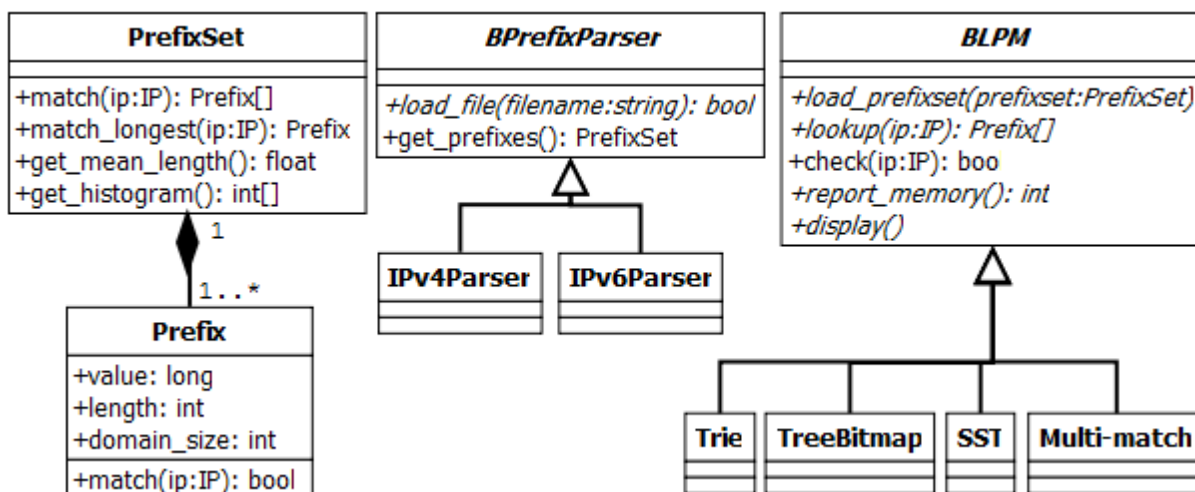 PrefixSet
+match(ip:IP): Prefix[]
+match_longest(ip:IP): Prefix
+get_mean_length(): float
+get_histogram(): int[]
1
1..*
Prefix
+value: long
+length: int
+domain_size: int
+match(ip:IP): bool
BPrefixParser
+load_file(filename:string): bool
+get_prefixes(): PrefixSet
IPv4Parser
IPv6Parser
BLPM
+load_prefixset(prefixset:PrefixSet)
+lookup(ip:IP): Prefix[]
+check(ip:IP): boo
+report_memory(): int
+display()
Trie
TreeBitmap
SST
Multi-match